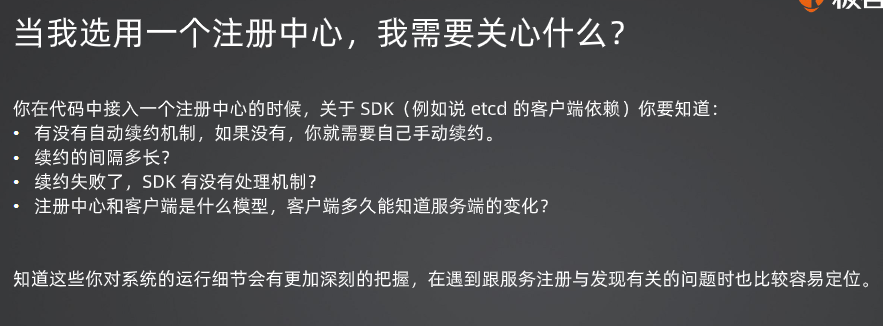 当我选用一个注册中心，我需要关心什么？
你在代码中接入一个注册中心的时候，关于 SDK（例如说 etcd 的客户端依赖）你要知道：
• 有没有自动续约机制，如果没有，你就需要自己手动续约。
• 续约的间隔多长？
• 续约失败了，SDK 有没有处理机制？
• 注册中心和客户端是什么模型，客户端多久能知道服务端的变化？
知道这些你对系统的运行细节会有更加深刻的把握，在遇到跟服务注册与发现有关的问题时也比较容易定位。